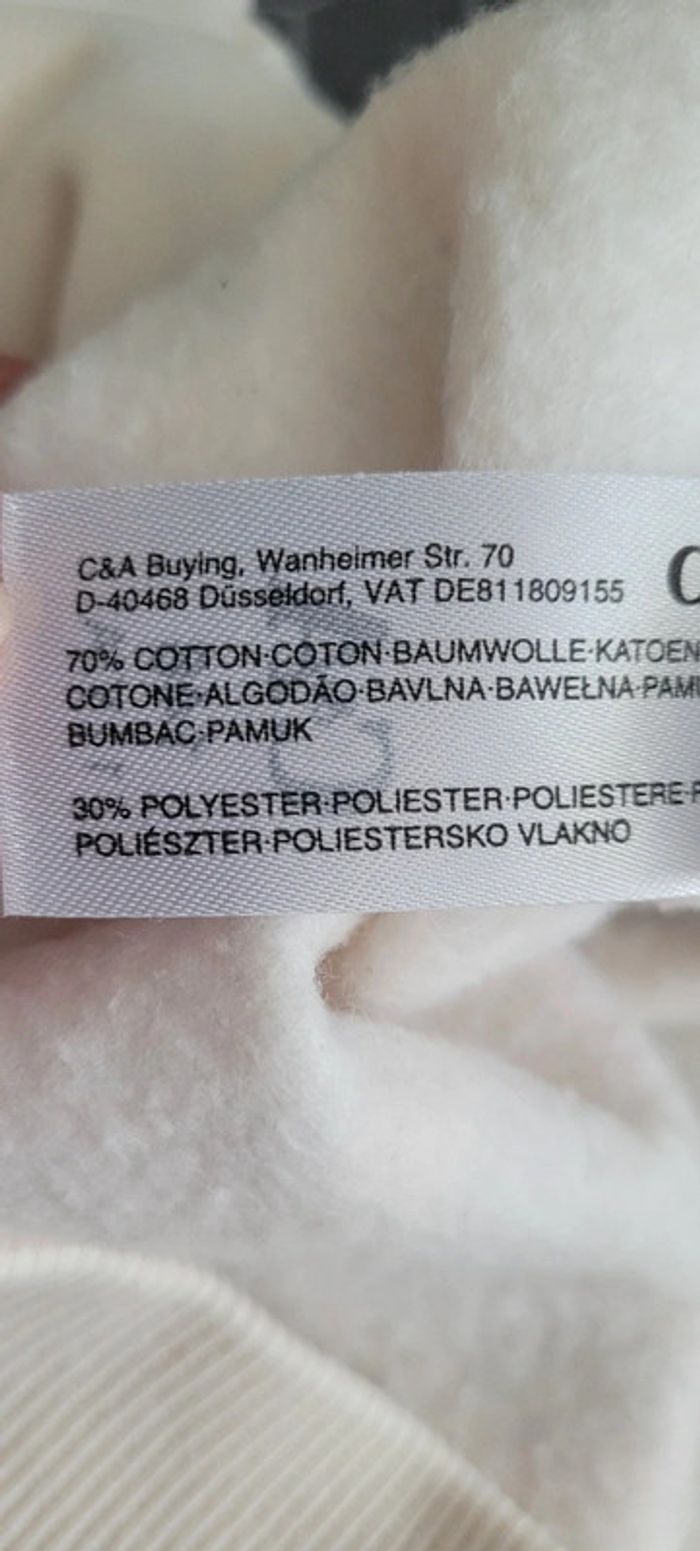 C&A Buying, Wanheimer Str. 70
D-40468 Düsseldorf, VAT DE811809155
70% COTTON·COTON·BAUMWOLLE·KATOEN
COTONE·ALGODÃO·BAVLNA·BAWEŁNA·
BUMBAC·PAMUK
30% POLYESTER·POLIESTER·POLIESTERE·
POLIÉSZTER·POLIESTERSKO VLAKNO